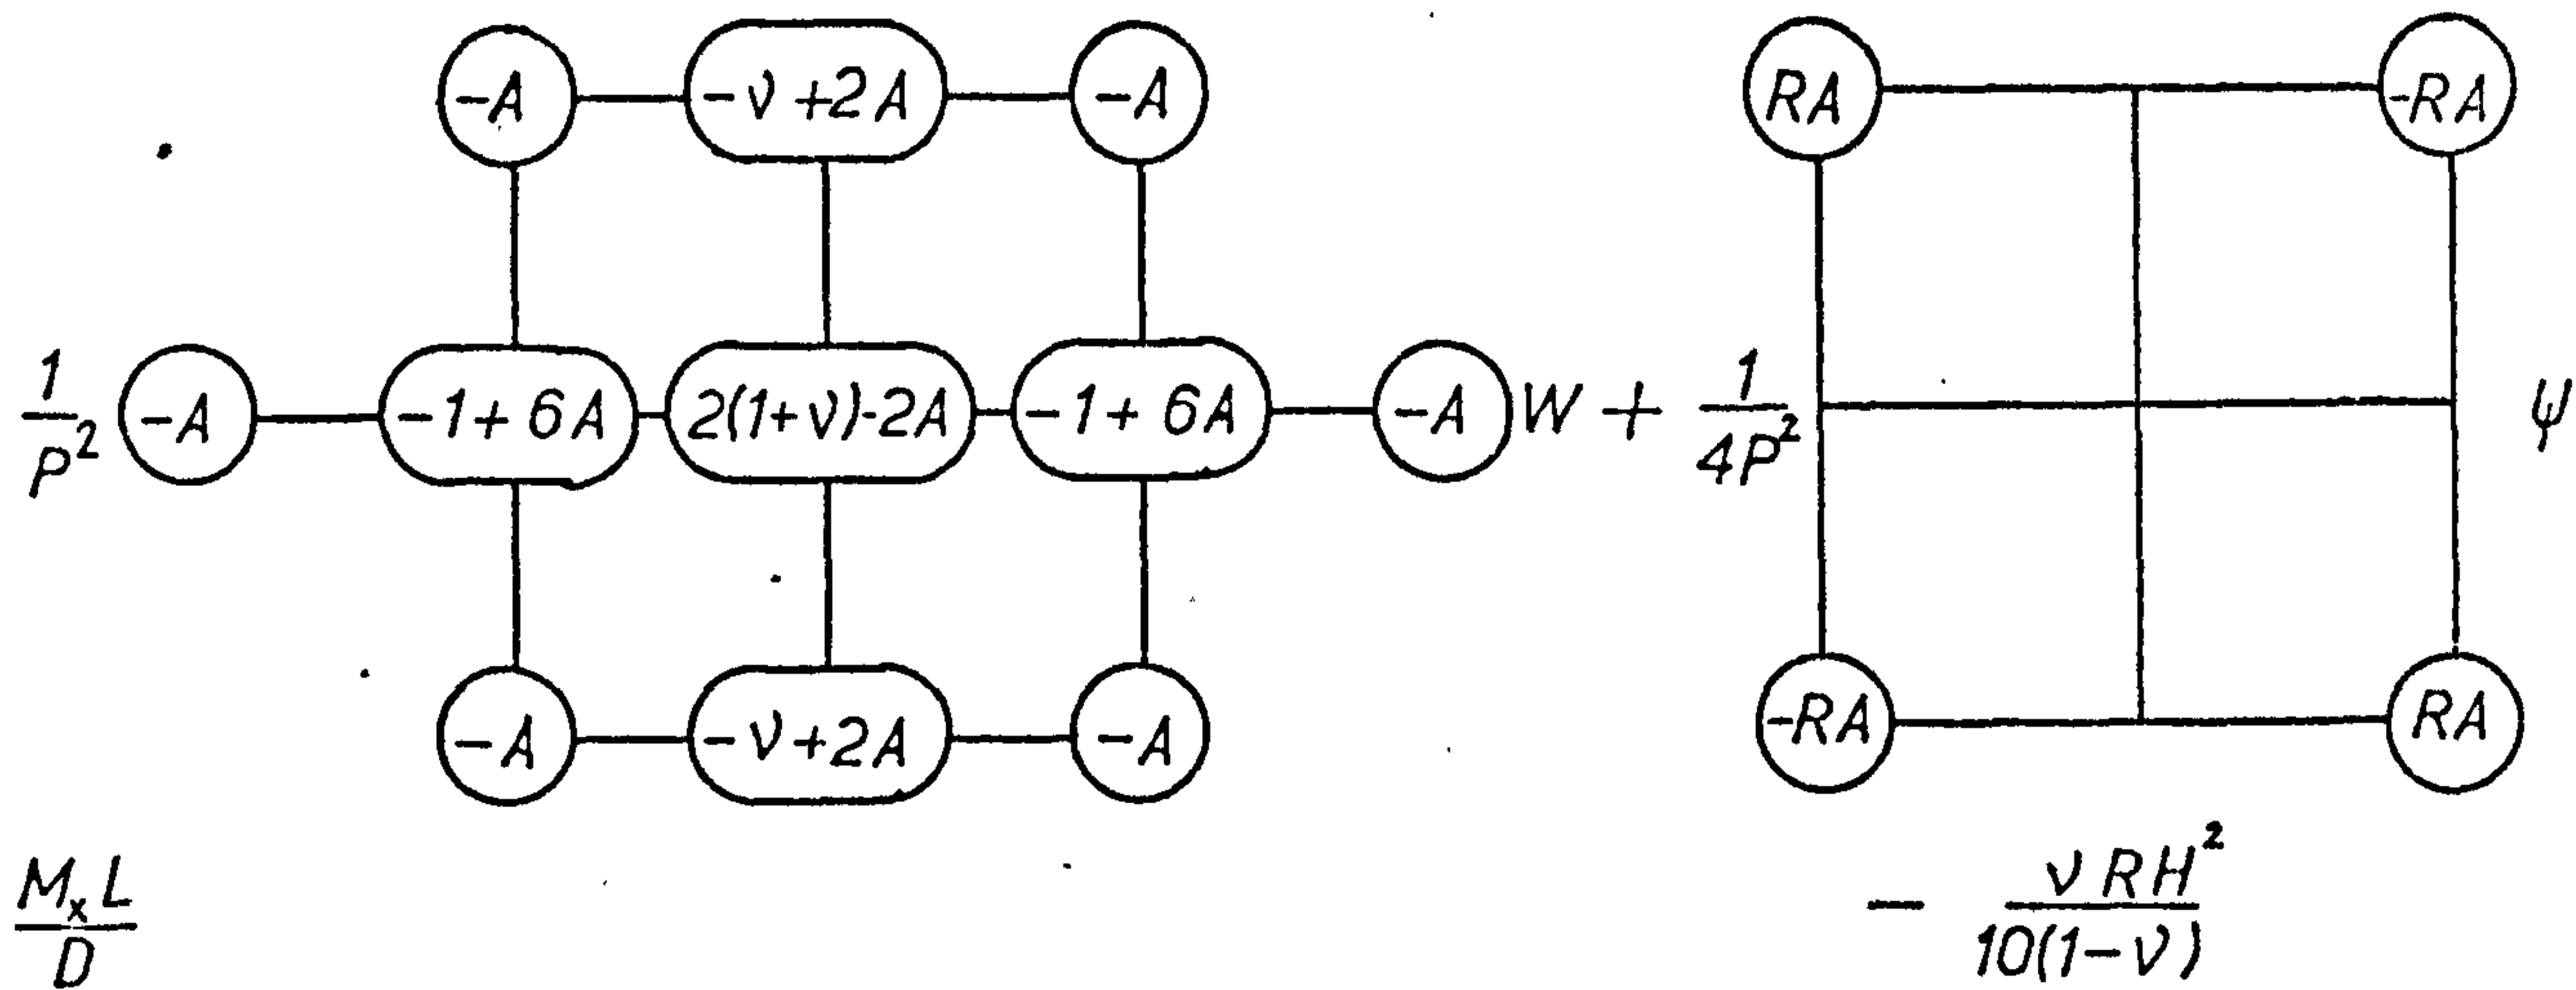 -A -ν+2A -A RA -RA
1/P² -A -1+6A 2(1+ν)-2A -1+6A -A W + 1/4P² ψ
-A -ν+2A -A -RA RA
MₓL/D - νRH²/10(1-ν)